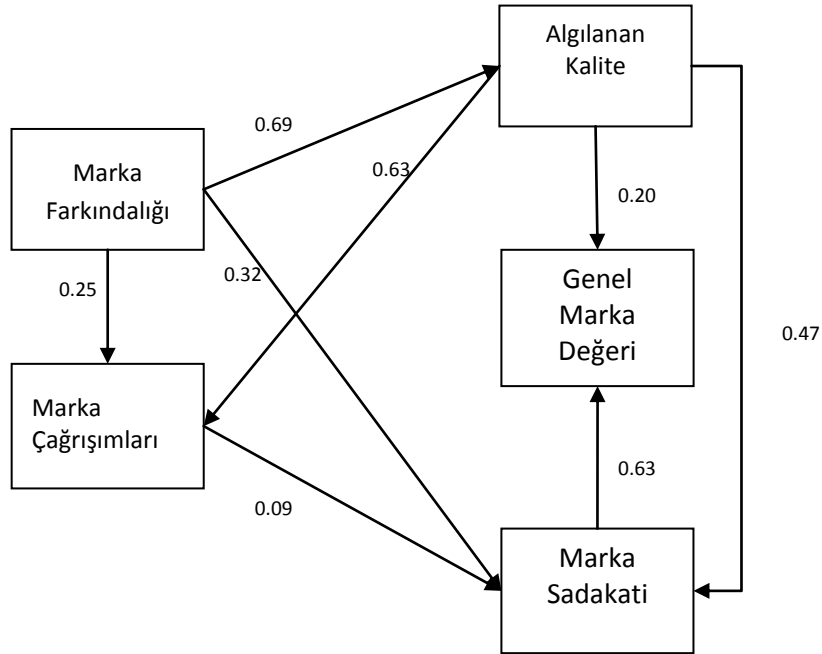 Algılanan
Kalite
0.69
Marka
Farkındalığı
0.63
0.20
0.32
0.25
Genel
Marka
Değeri
0.47
Marka
Çağrışımları
0.63
0.09
Marka
Sadakati